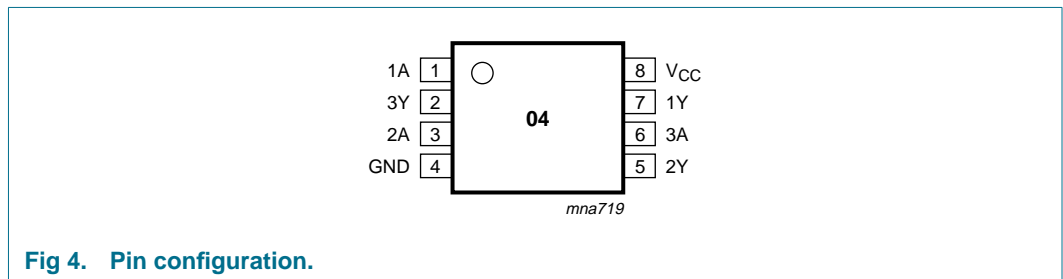 1A 1 8 VCC
3Y 2 7 1Y
04
2A 3 6 3A
GND 4 5 2Y
mna719
Fig 4. Pin configuration.